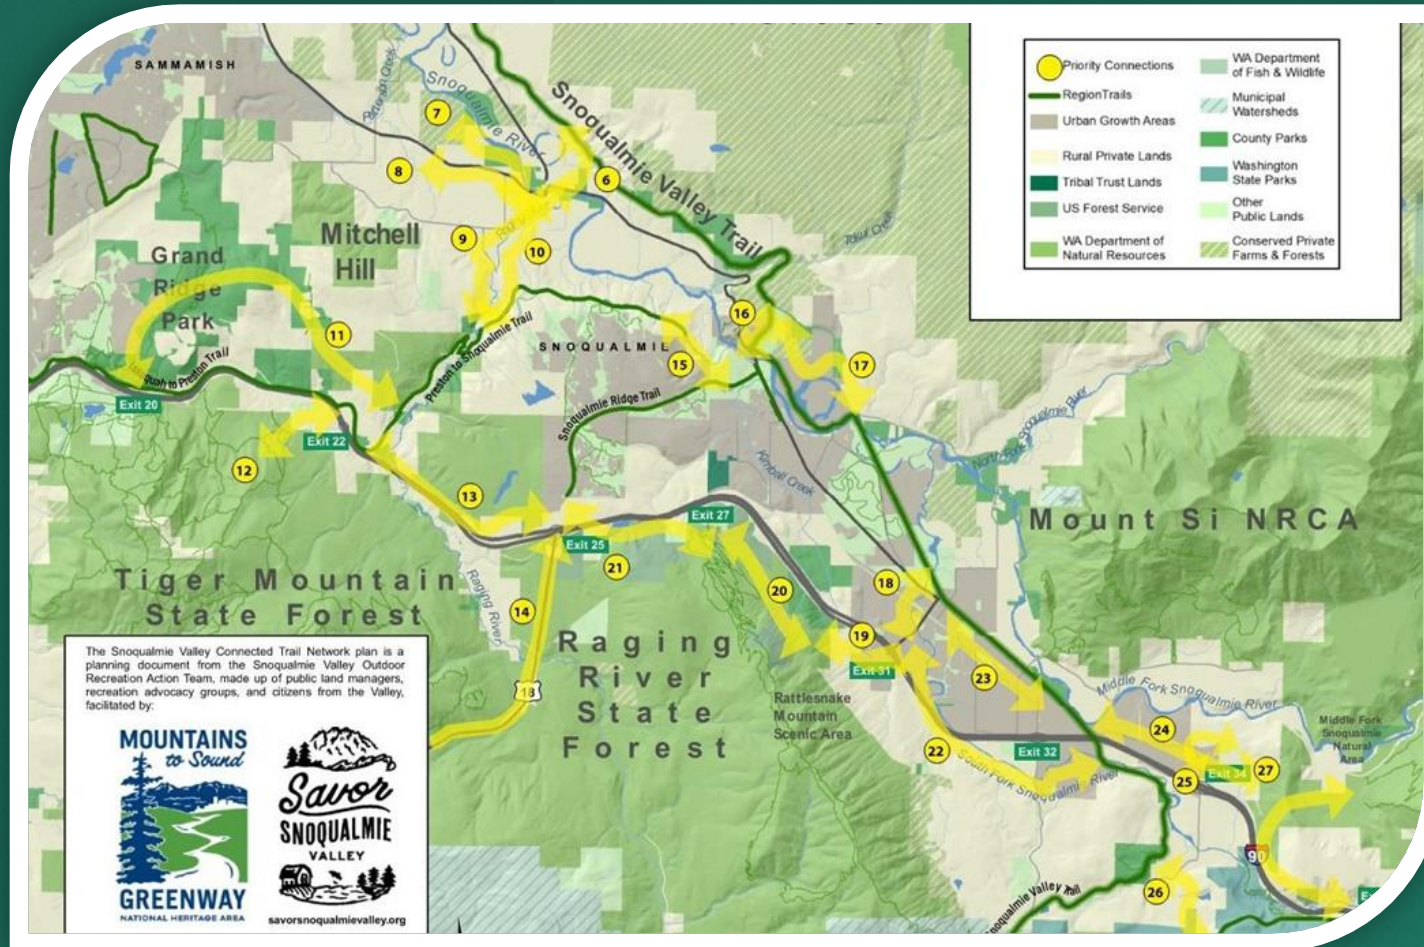 SAMMAMISH
Snoqualmie
River
7
8
6
9
10
Snoqualmie Valley Trail
Tokul Creek
Mitchell
Hill
Grand
Ridge
Park
11
Issaquah to Preston Trail
Exit 20
Preston to Snoqualmie Trail
SNOQUALMIE
16
15
17
Snoqualmie Ridge Trail
Exit 22
12
13
Kimball Creek
North Fork Snoqualmie River
Exit 27
Exit 25
21
Mount Si NRCA
Tiger Mountain
State Forest
Raging River
14
20
18
19
Exit 31
Raging
River
State
Forest
18
Rattlesnake
Mountain
Scenic Area
23
Middle Fork Snoqualmie River
24
Middle Fork
Snoqualmie
Natural
Area
22
Exit 32
South Fork Snoqualmie River
25
Exit 34
27
90
26
Snoqualmie Valley Trail
Priority Connections
RegionTrails
Urban Growth Areas
Rural Private Lands
Tribal Trust Lands
US Forest Service
WA Department of
Natural Resources
WA Department
of Fish & Wildlife
Municipal
Watersheds
County Parks
Washington
State Parks
Other
Public Lands
Conserved Private
Farms & Forests
The Snoqualmie Valley Connected Trail Network plan is a
planning document from the Snoqualmie Valley Outdoor
Recreation Action Team, made up of public land managers,
recreation advocacy groups, and citizens from the Valley,
facilitated by:
MOUNTAINS
to Sound
GREENWAY
NATIONAL HERITAGE AREA
Savor
SNOQUALMIE
VALLEY
savorsnoqualmievalley.org